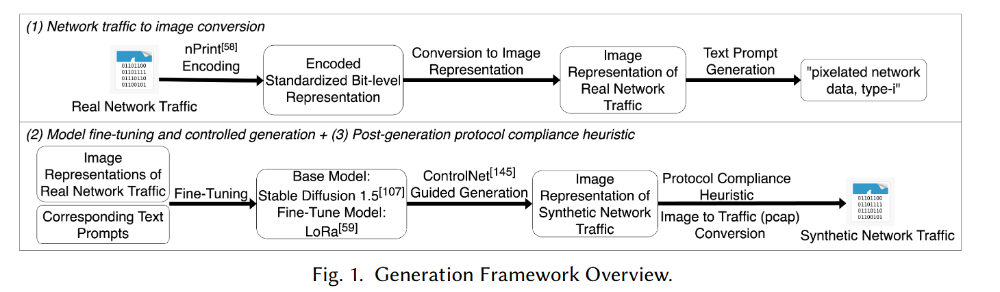 (1) Network traffic to image conversion
01101100
01101111
01110110
01100101
Real Network Traffic
nPrint[58]
Encoding
Encoded
Standardized Bit-level
Representation
Conversion to Image
Representation
Image
Representation of
Real Network
Traffic
Text Prompt
Generation
"pixelated network
data, type-i"
(2) Model fine-tuning and controlled generation + (3) Post-generation protocol compliance heuristic
Image
Representations of
Real Network Traffic
Corresponding Text
Prompts
Fine-Tuning
Base Model:
Stable Diffusion 1.5[107]
Fine-Tune Model:
LoRa[59]
ControlNet[145]
Guided Generation
Image
Representation of
Synthetic Network
Traffic
Protocol Compliance
Heuristic
Image to Traffic (pcap)
Conversion
01101100
01101111
01110110
01100101
Synthetic Network Traffic
Fig. 1. Generation Framework Overview.